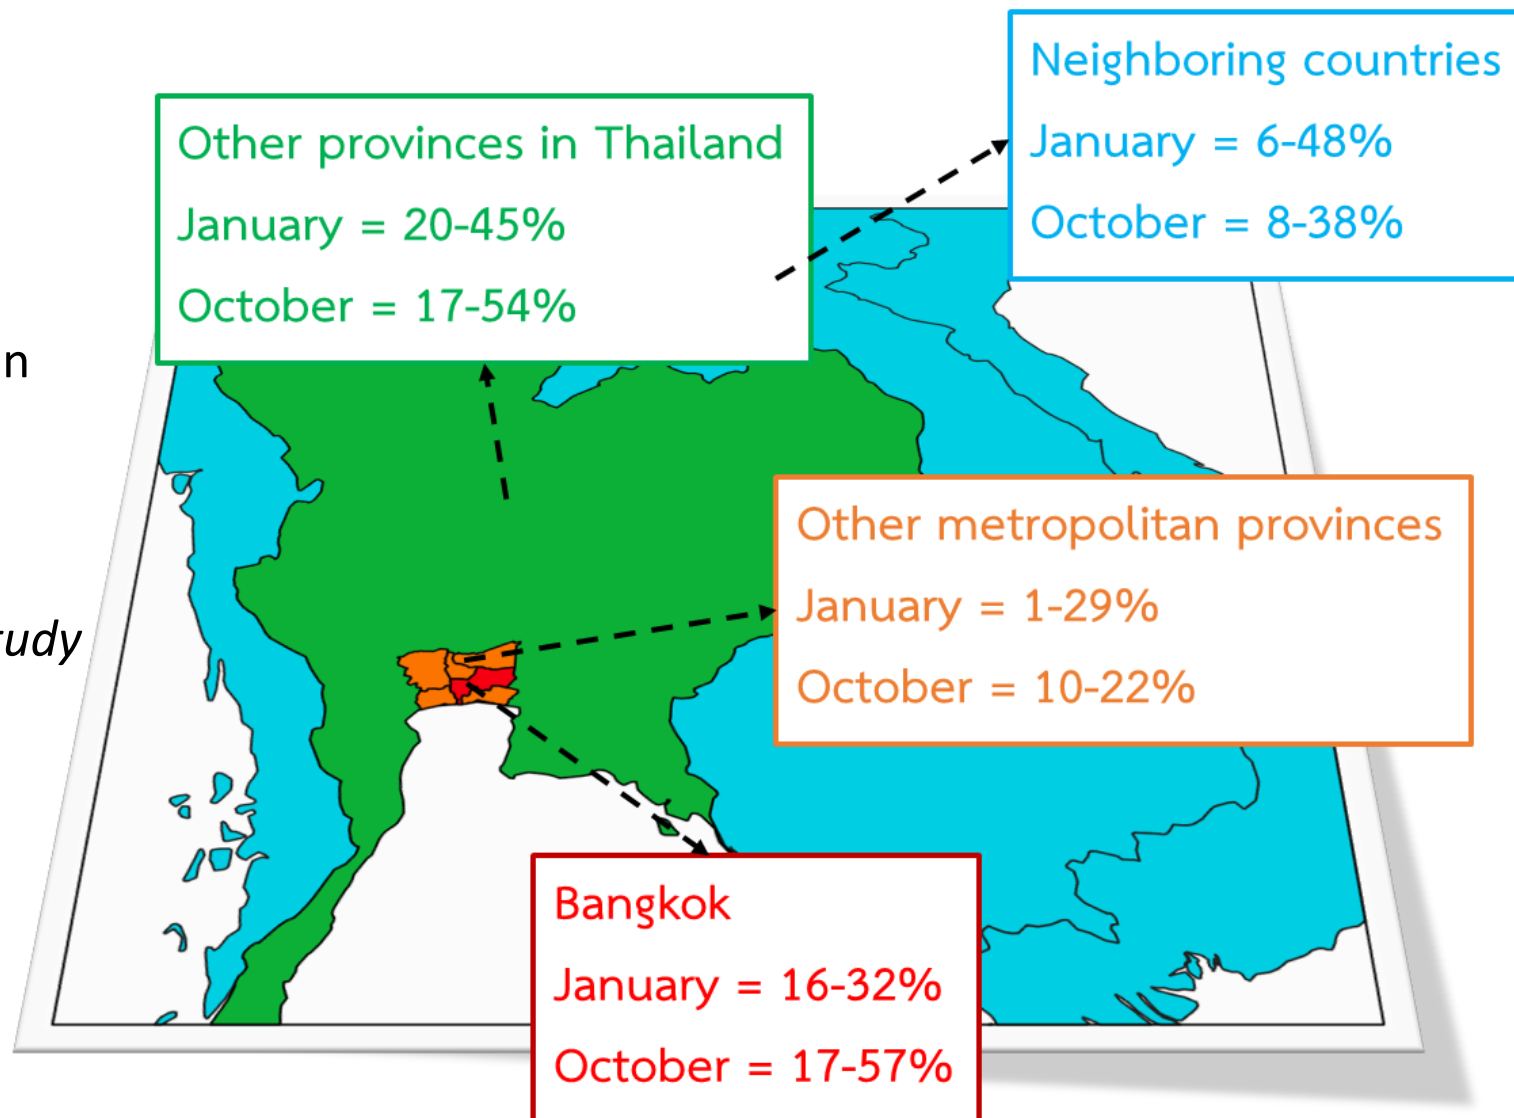 Neighboring countries
January = 6-48%
October = 8-38%
Other provinces in Thailand
January = 20-45%
October = 17-54%
n
tudy
Other metropolitan provinces
January = 1-29%
October = 10-22%
Bangkok
January = 16-32%
October = 17-57%